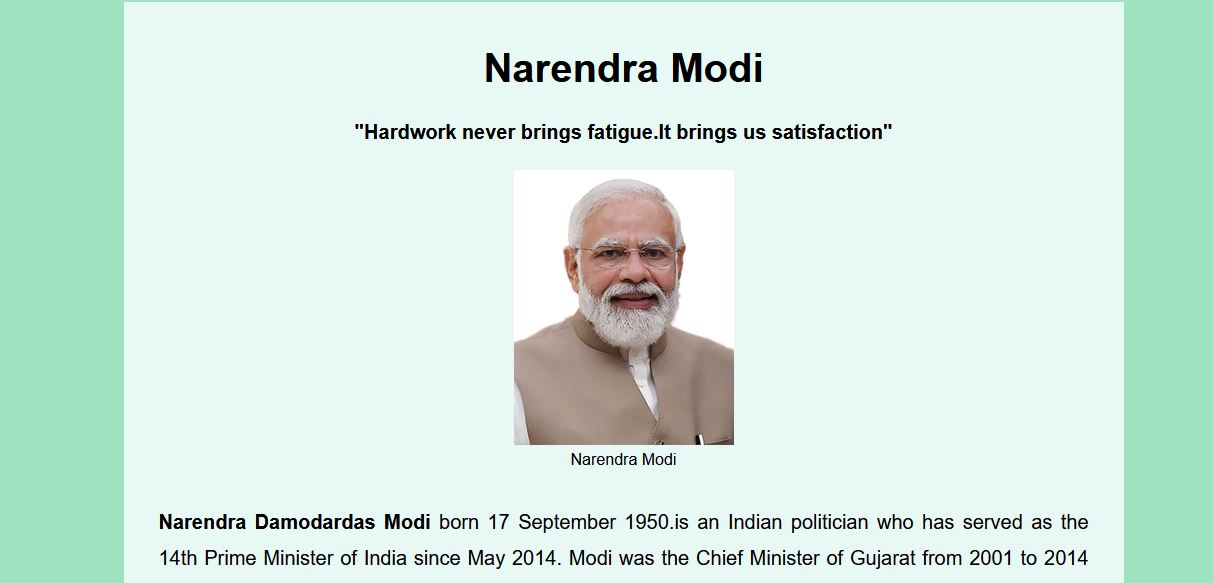 Narendra Modi
"Hardwork never brings fatigue.It brings us satisfaction"
Narendra Modi
Narendra Damodardas Modi born 17 September 1950.is an Indian politician who has served as the
14th Prime Minister of India since May 2014. Modi was the Chief Minister of Gujarat from 2001 to 2014